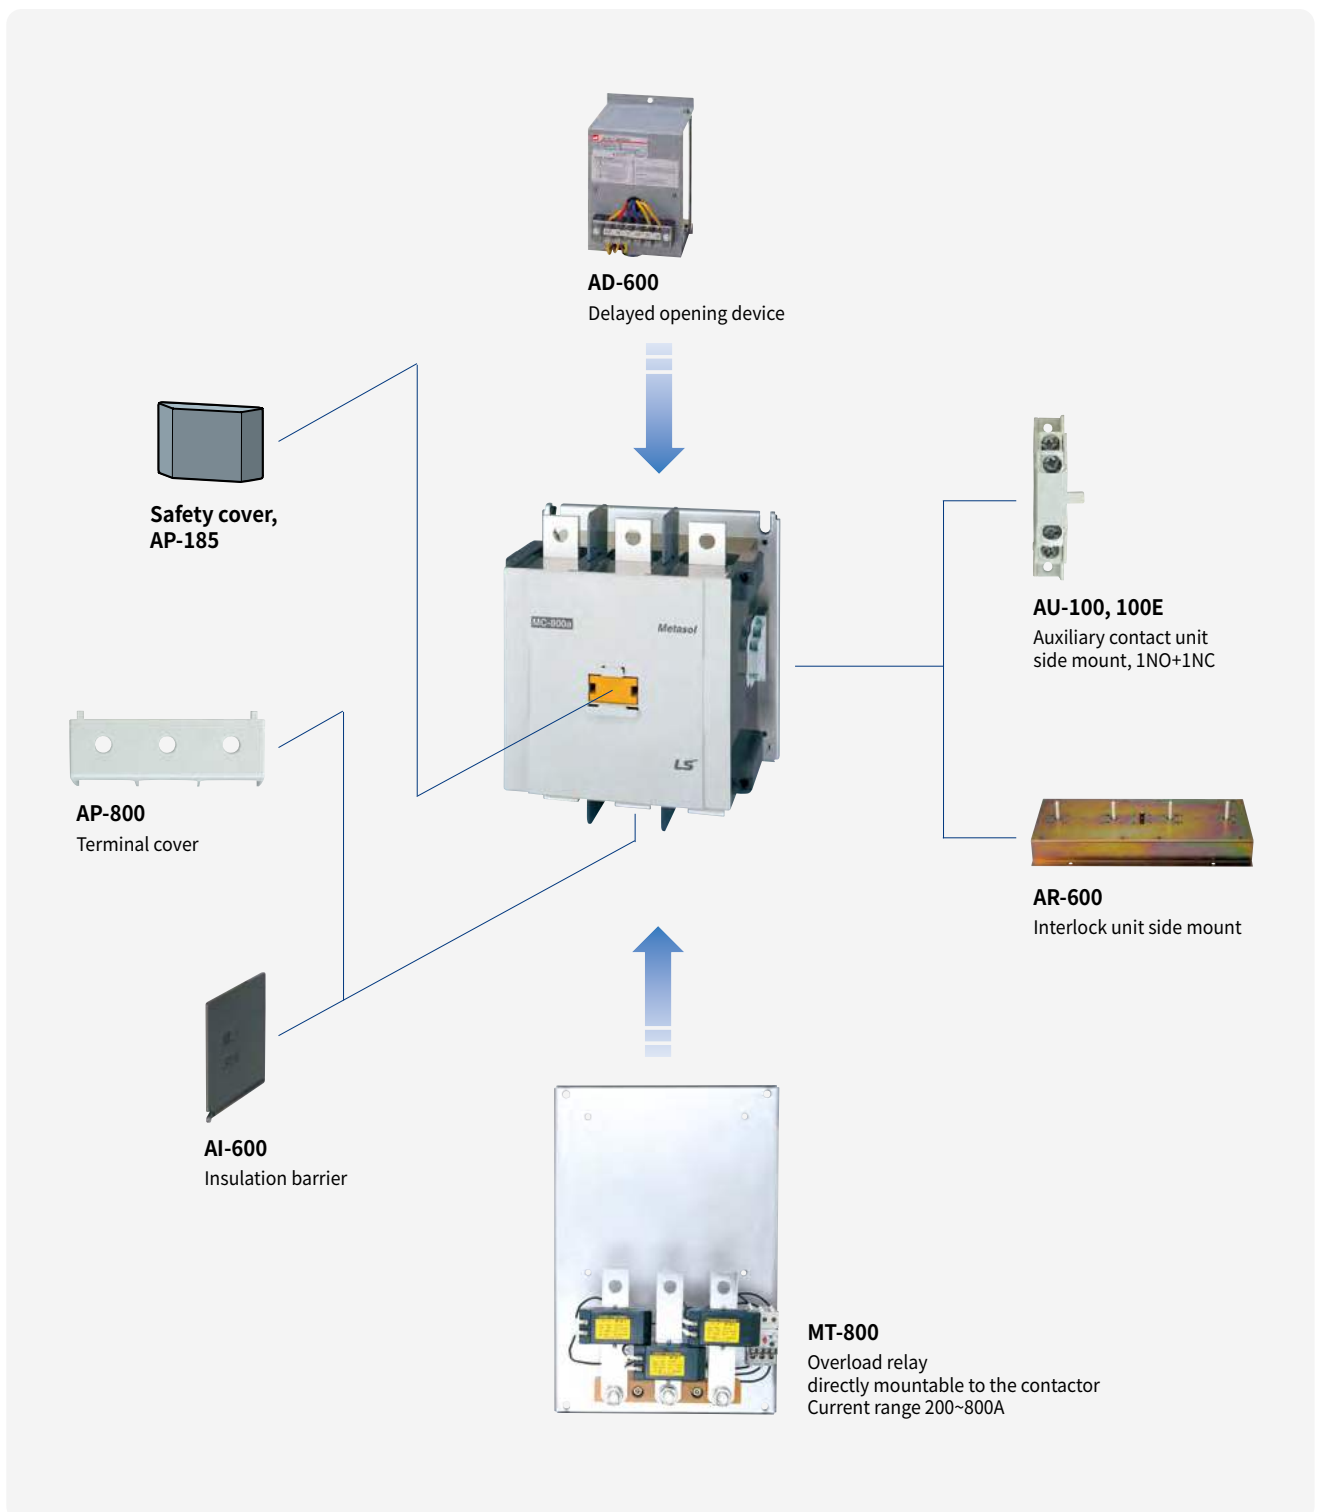 AD-600
Delayed opening device
Safety cover,
AP-185
MC-800a
Metasol
LS
AU-100, 100E
Auxiliary contact unit
side mount, 1NO+1NC
AP-800
Terminal cover
AR-600
Interlock unit side mount
AI-600
Insulation barrier
MT-800
Overload relay
directly mountable to the contactor
Current range 200~800A